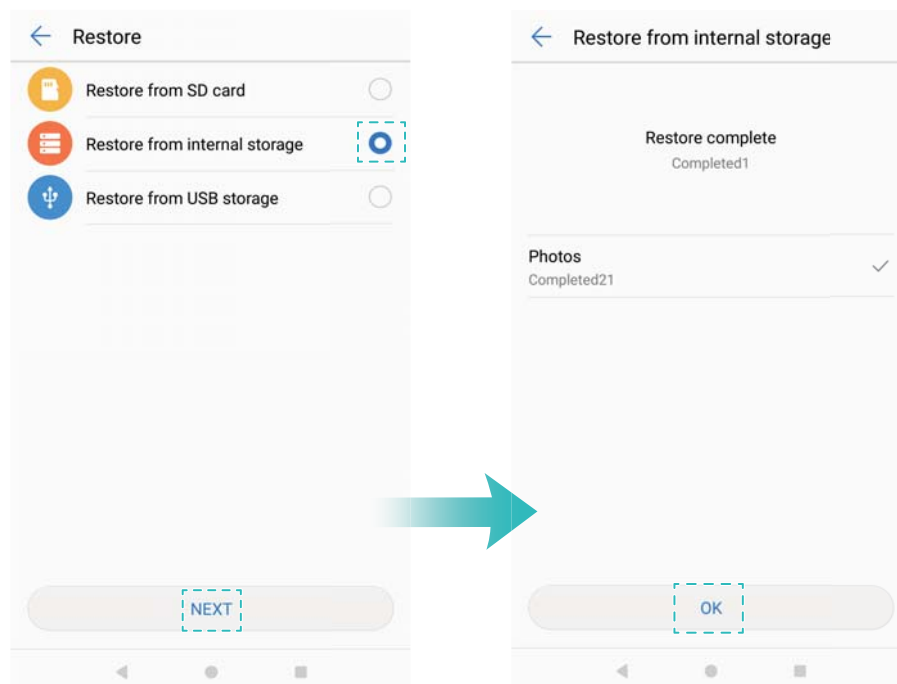 Restore
Restore from SD card
Restore from internal storage
Restore from USB storage
NEXT
Restore from internal storage
Restore complete
Completed1
Photos
Completed21
OK